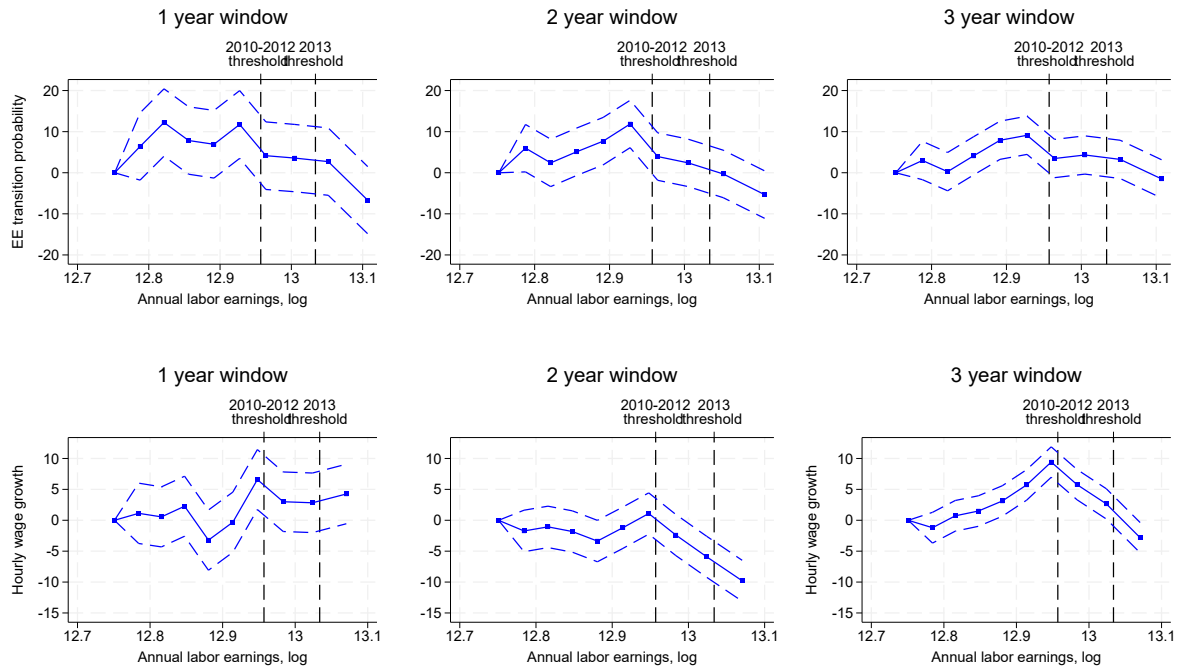 1 year window
2010-2012 2013
threshold threshold
EE transition probability
20
10
0
-10
-20
12.7 12.8 12.9 13 13.1
Annual labor earnings, log
2 year window
2010-2012 2013
threshold threshold
20
10
0
-10
-20
12.7 12.8 12.9 13 13.1
Annual labor earnings, log
3 year window
2010-2012 2013
threshold threshold
20
10
0
-10
-20
12.7 12.8 12.9 13 13.1
Annual labor earnings, log
1 year window
2010-2012 2013
threshold threshold
Hourly wage growth
10
5
0
-5
-10
-15
12.7 12.8 12.9 13 13.1
Annual labor earnings, log
2 year window
2010-2012 2013
threshold threshold
10
5
0
-5
-10
-15
12.7 12.8 12.9 13 13.1
Annual labor earnings, log
3 year window
2010-2012 2013
threshold threshold
Hourly wage growth
10
5
0
-5
-10
-15
12.7 12.8 12.9 13 13.1
Annual labor earnings, log